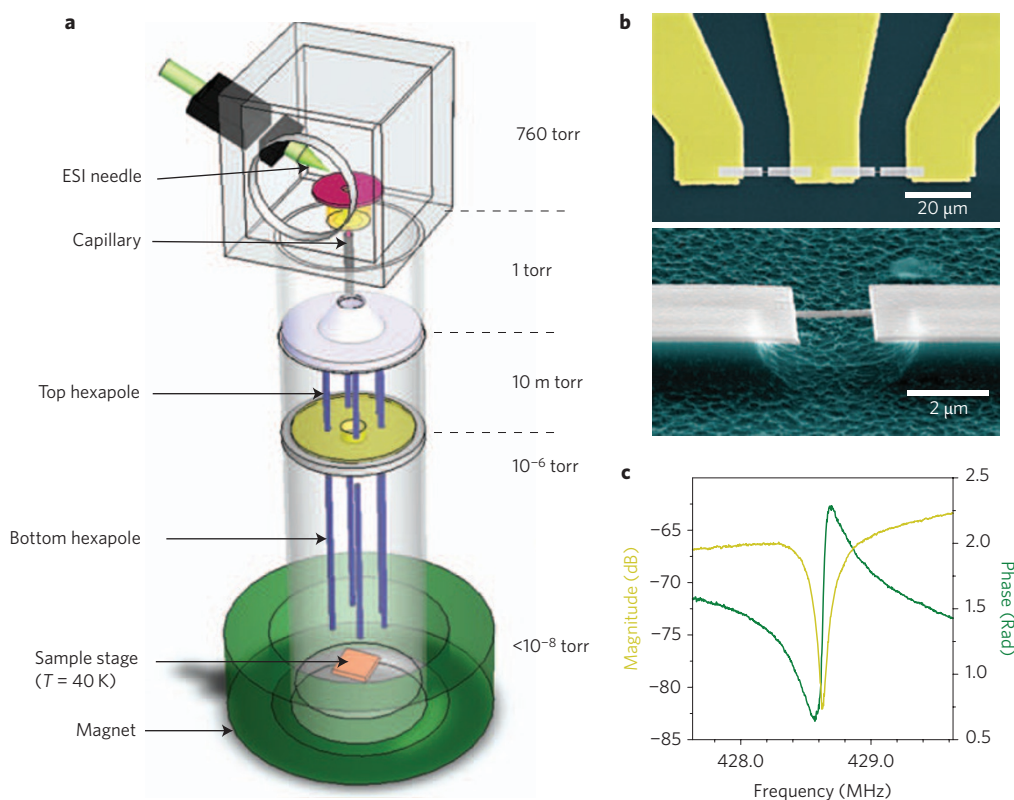 a
760 torr
ESI needle
Capillary
1 torr
Top hexapole
10 m torr
10⁻⁶ torr
Bottom hexapole
<10⁻⁸ torr
Sample stage
(T = 40 K)
Magnet
b
20 µm
2 µm
c
−65
−70
−75
−80
−85
Magnitude (dB)
2.5
2.0
1.5
1.0
0.5
Phase (Rad)
428.0
429.0
Frequency (MHz)